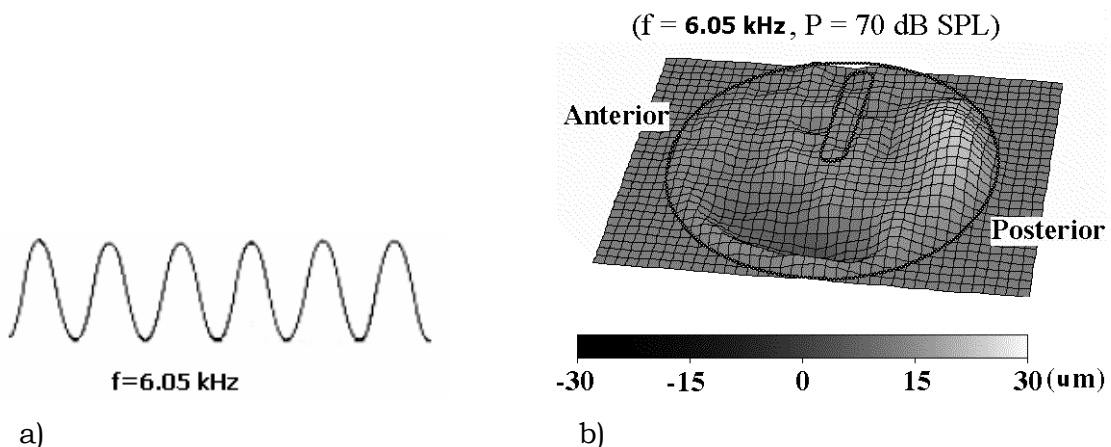 (f = 6.05 kHz, P = 70 dB SPL)
Anterior
Posterior
f=6.05 kHz
-30 -15 0 15 30 (um)
a) b)